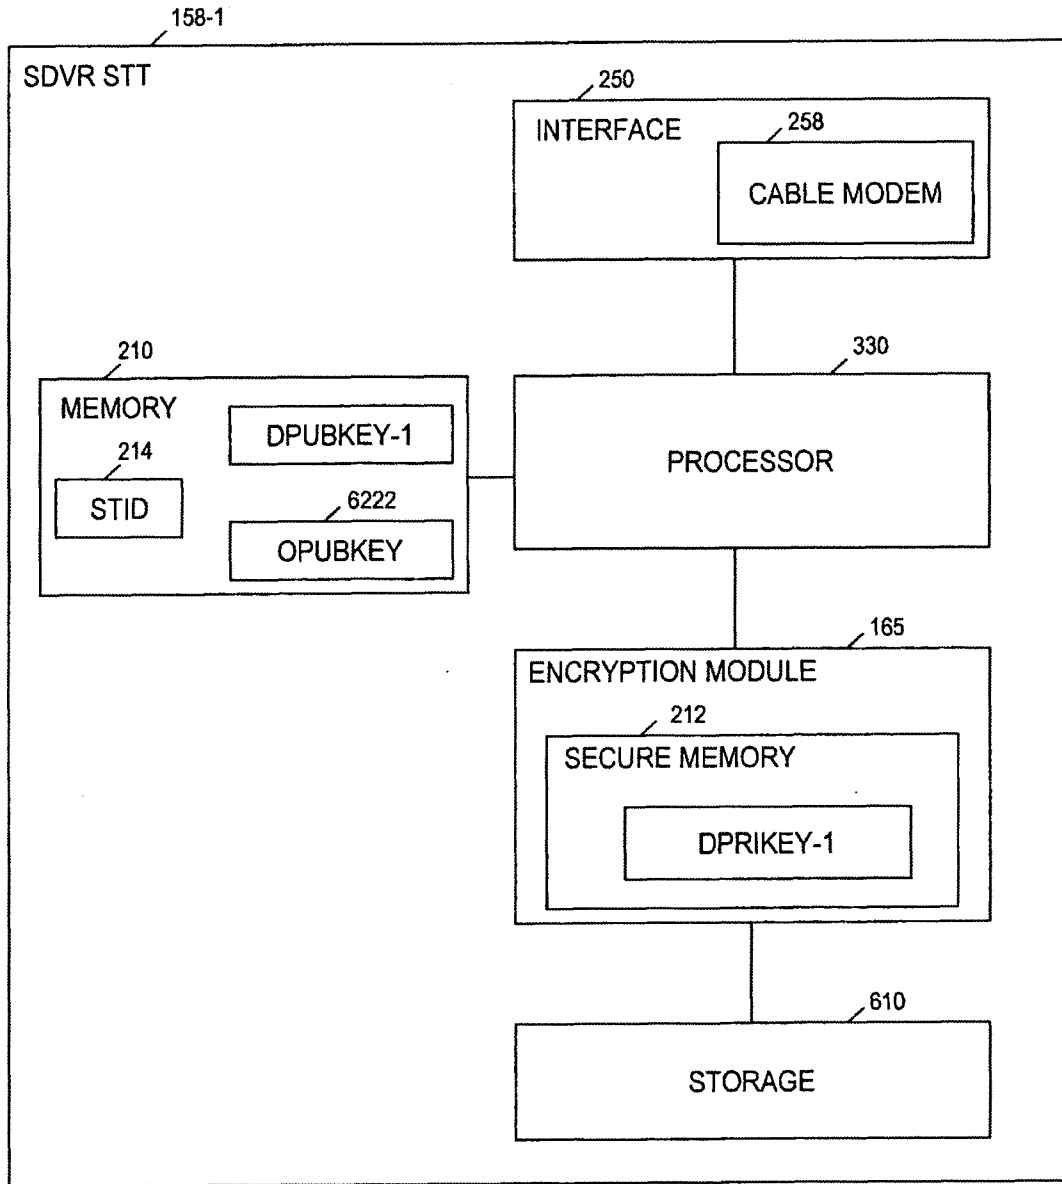 158-1
SDVR STT
250
INTERFACE
258
CABLE MODEM
210
MEMORY
214
STID
DPUBKEY-1
6222
OPUBKEY
330
PROCESSOR
165
ENCRYPTION MODULE
212
SECURE MEMORY
DPRIKEY-1
610
STORAGE